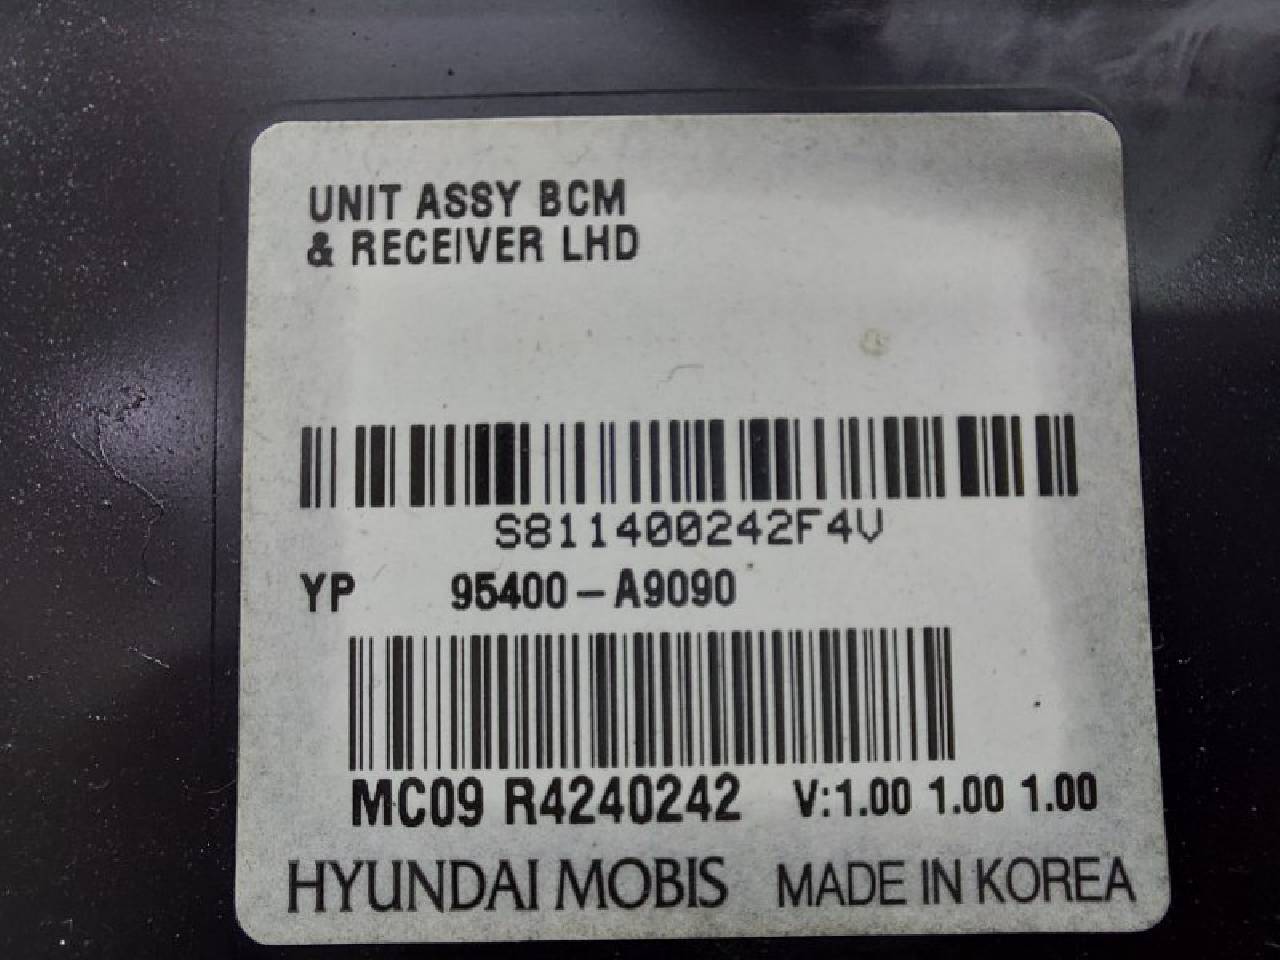 UNIT ASSY BCM
& RECEIVER LHD
S811400242F4V
YP 95400-A9090
MC09 R4240242 V:1.00 1.00 1.00
HYUNDAI MOBIS MADE IN KOREA